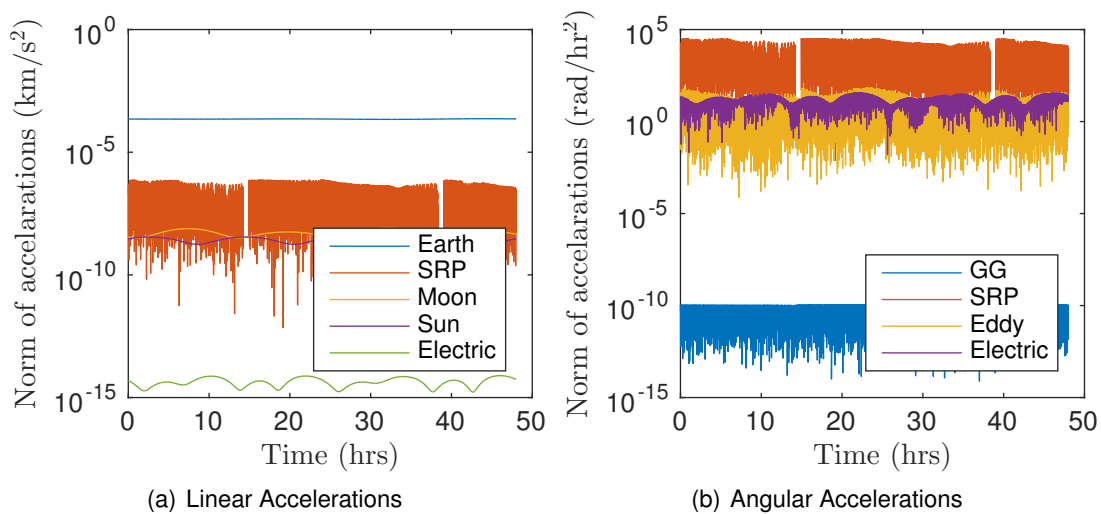 10^0
10^-5
10^-10
10^-15
Norm of accelarations (km/s^2)
0 10 20 30 40 50
Time (hrs)
Earth
SRP
Moon
Sun
Electric
(a) Linear Accelerations
10^5
10^0
10^-5
10^-10
10^-15
Norm of accelarations (rad/hr^2)
0 10 20 30 40 50
Time (hrs)
GG
SRP
Eddy
Electric
(b) Angular Accelerations